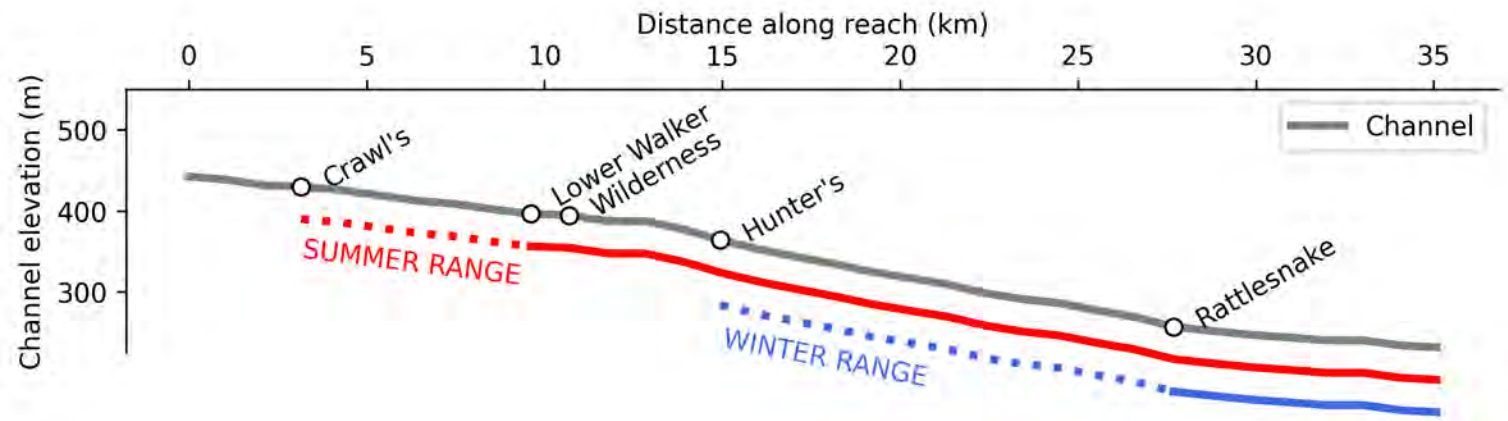 Distance along reach (km)
0 5 10 15 20 25 30 35
Channel elevation (m)
500
400
300
Channel
Crawl's
Lower Walker
Wilderness
Hunter's
Rattlesnake
SUMMER RANGE
WINTER RANGE